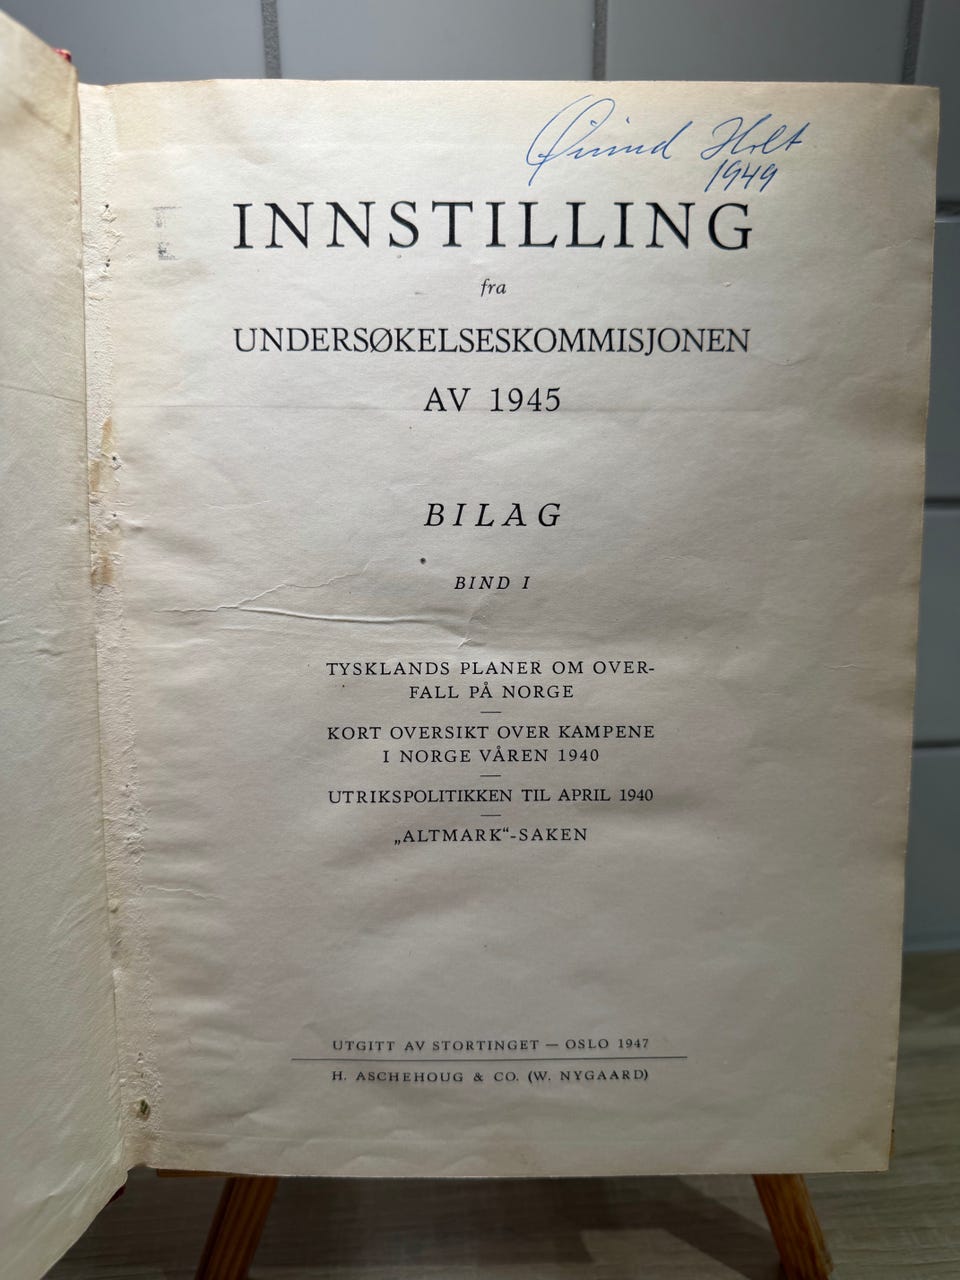 Øivind Holt
1949
INNSTILLING
fra
UNDERSØKELSESKOMMISJONEN
AV 1945
BILAG
BIND I
TYSKLANDS PLANER OM OVER-
FALL PÅ NORGE
KORT OVERSIKT OVER KAMPENE
I NORGE VÅREN 1940
UTRIKSPOLITIKKEN TIL APRIL 1940
„ALTMARK“-SAKEN
UTGITT AV STORTINGET — OSLO 1947
H. ASCHEHOUG & CO. (W. NYGAARD)